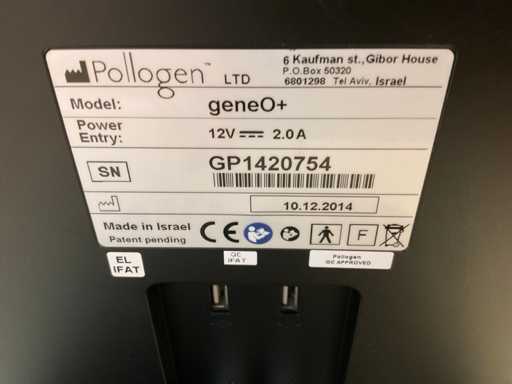 Pollogen™ LTD
6 Kaufman st., Gibor House
P.O.Box 50320
6801298 Tel Aviv, Israel
Model: geneO+
Power Entry: 12V 2.0A
SN GP1420754
10.12.2014
Made in Israel
Patent pending
CE F
EL IFAT
QC IFAT
Pollogen
QC APPROVED